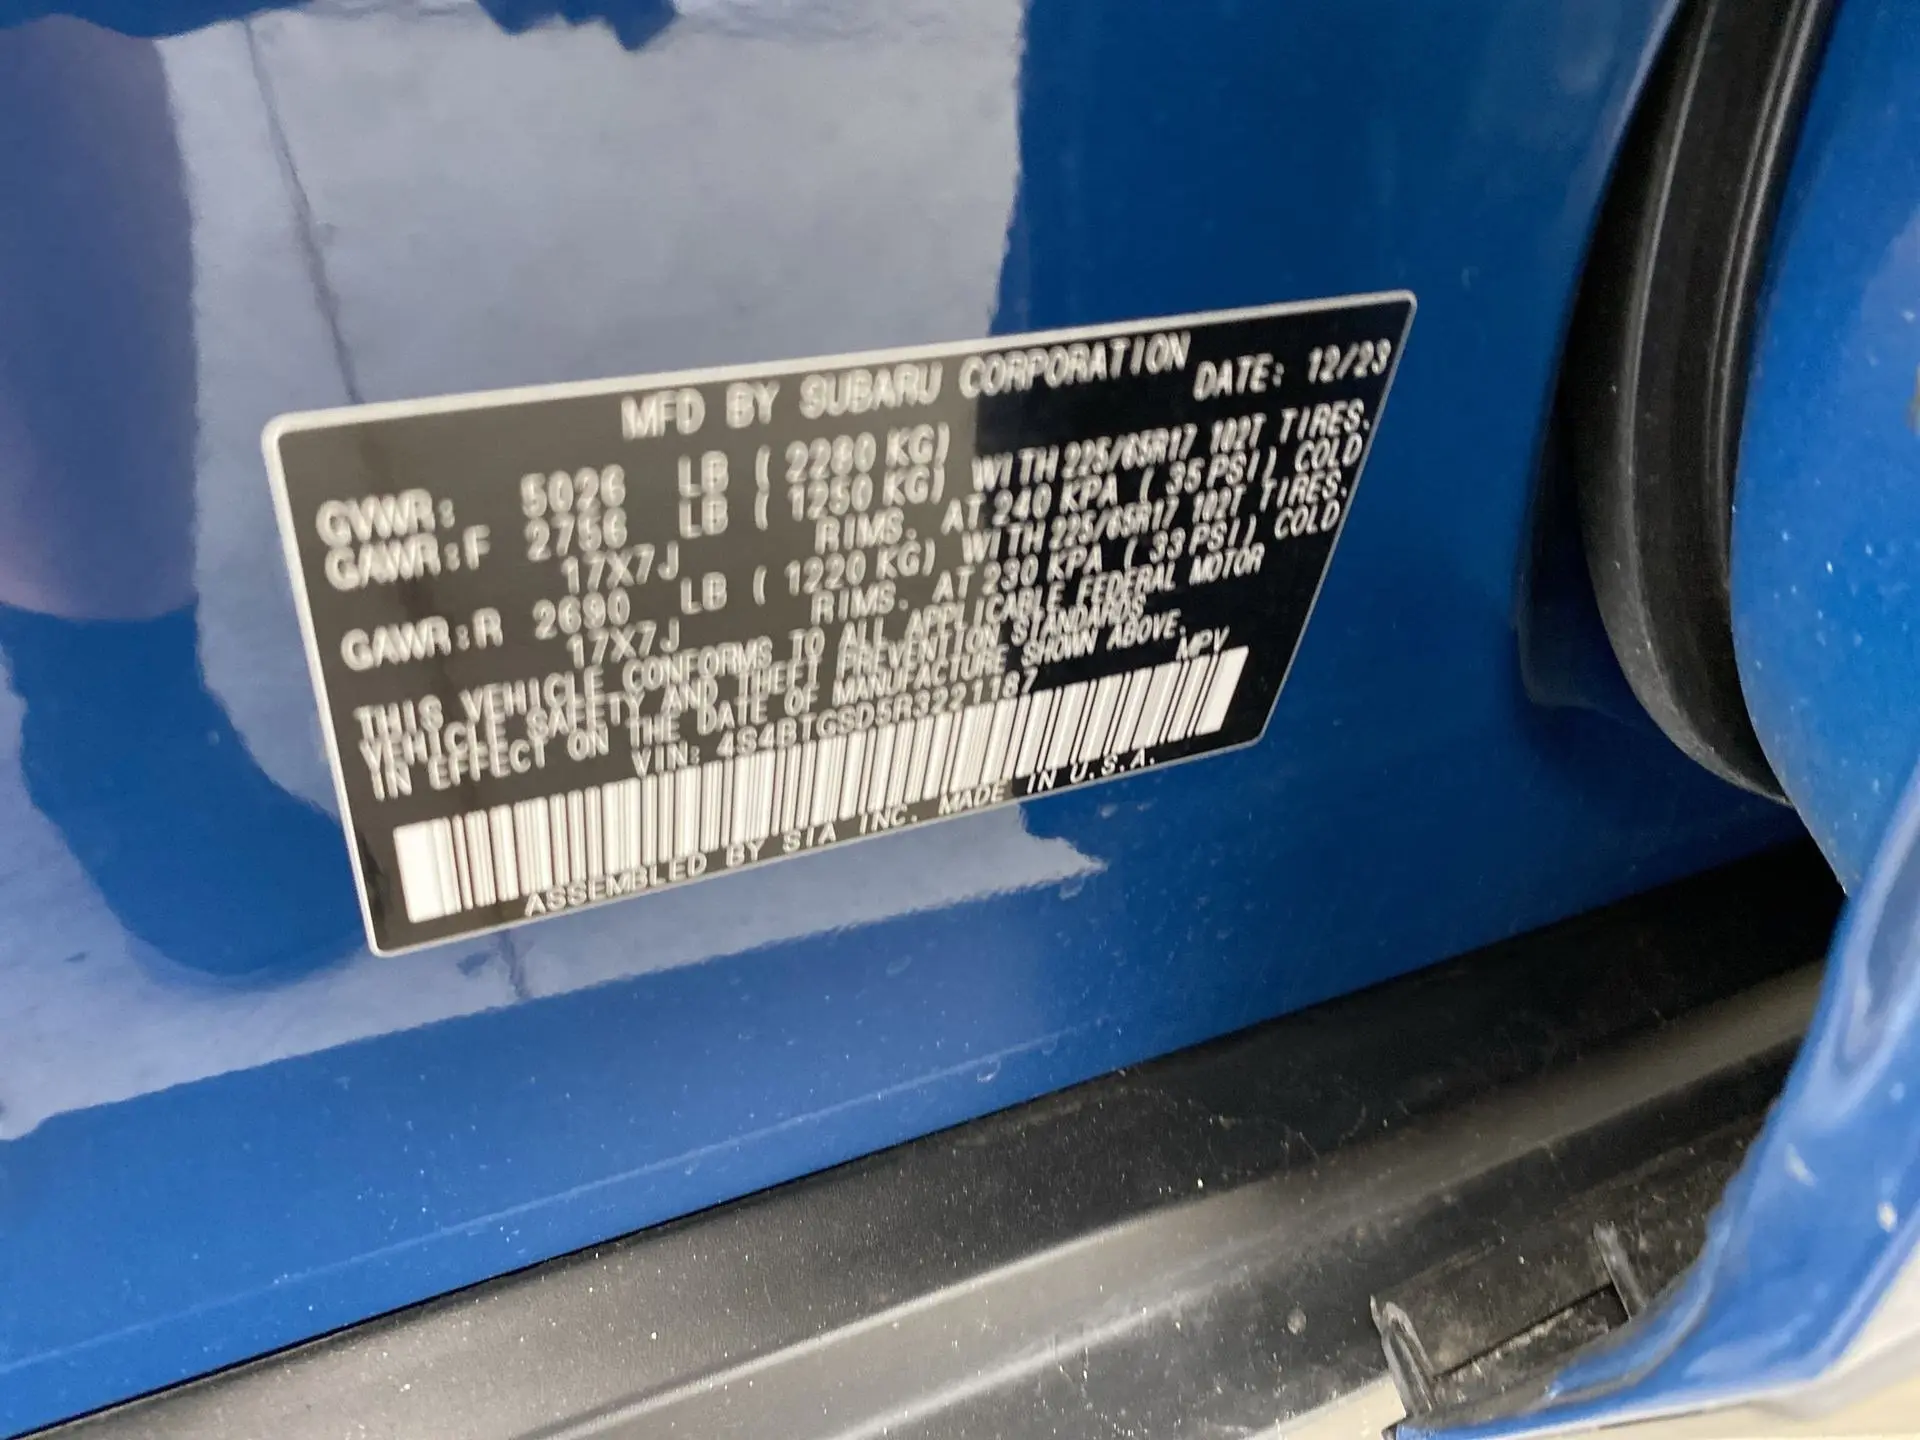 MFD BY SUBARU CORPORATION DATE: 12/23
GVWR: 5026 LB ( 2280 KG)
GAWR:F 2756 LB ( 1250 KG) WITH 225/65R17 102T TIRES.
17X7J RIMS. AT 240 KPA ( 35 PSI) COLD
GAWR:R 2690 LB ( 1220 KG) WITH 225/65R17 102T TIRES.
17X7J RIMS. AT 230 KPA ( 33 PSI) COLD
THIS VEHICLE CONFORMS TO ALL APPLICABLE FEDERAL MOTOR
VEHICLE SAFETY AND THEFT PREVENTION STANDARDS
IN EFFECT ON THE DATE OF MANUFACTURE SHOWN ABOVE.
VIN: 4S4BTGSD5R3221187 MPV
ASSEMBLED BY SIA INC. MADE IN U.S.A.